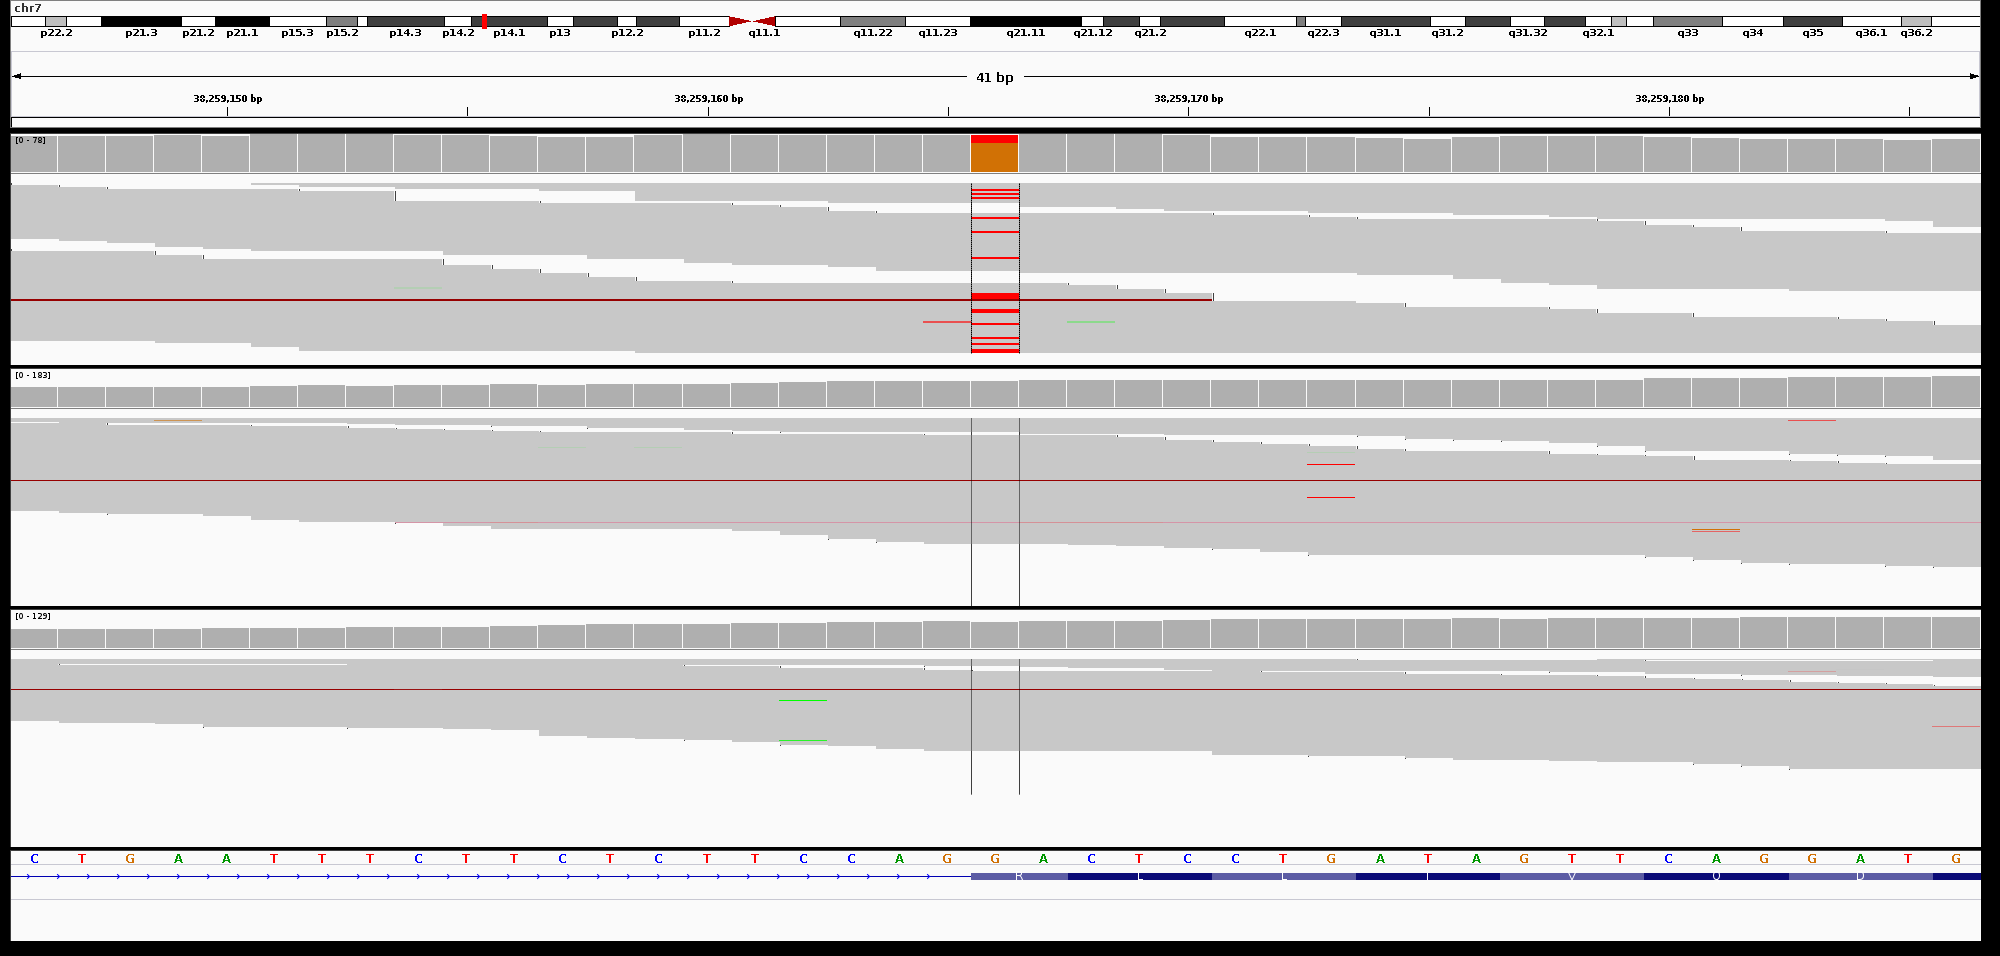 chr7
p22.2 p21.3 p21.2 p21.1 p15.3 p15.2 p14.3 p14.2 p14.1 p13 p12.2 p11.2 q11.1 q11.22 q11.23 q21.11 q21.12 q21.2 q22.1 q22.3 q31.1 q31.2 q31.32 q32.1 q33 q34 q35 q36.1 q36.2
41 bp
38,259,150 bp 38,259,160 bp 38,259,170 bp 38,259,180 bp
[0 - 78]
[0 - 183]
[0 - 129]
C T G A A T T T C T T C T C T T C C A G G A C T C C T G A T A G T T C A G G A T G
R L L I V Q D